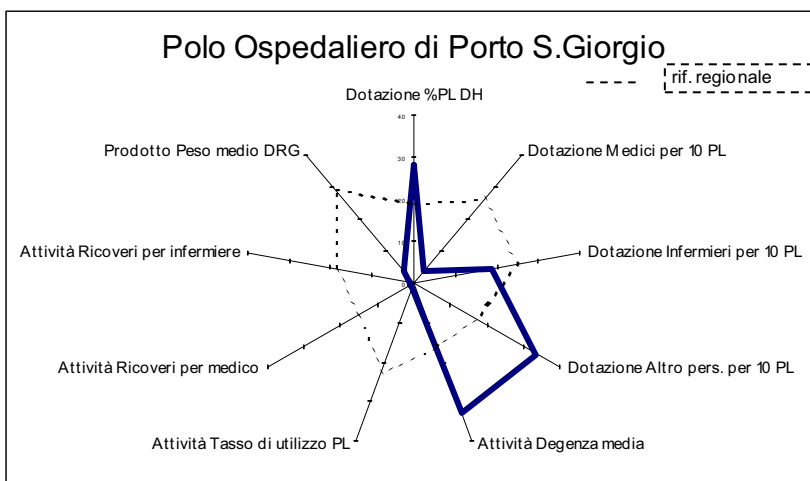 Polo Ospedaliero di Porto S.Giorgio
rif. regionale
Dotazione %PL DH
40
Prodotto Peso medio DRG
Dotazione Medici per 10 PL
30
20
Attività Ricoveri per infermiere
Dotazione Infermieri per 10 PL
10
0
Attività Ricoveri per medico
Dotazione Altro pers. per 10 PL
Attività Tasso di utilizzo PL
Attività Degenza media